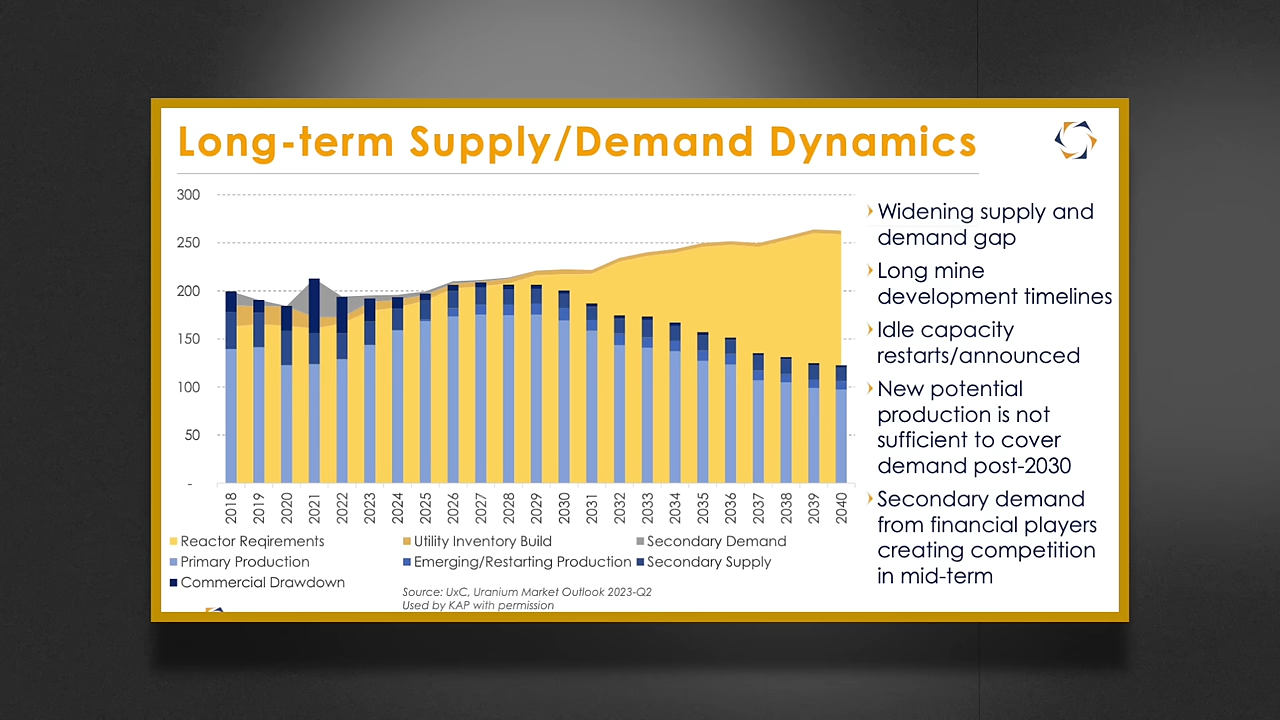 Long-term Supply/Demand Dynamics
300
250
200
150
100
50
-
2018 2019 2020 2021 2022 2023 2024 2025 2026 2027 2028 2029 2030 2031 2032 2033 2034 2035 2036 2037 2038 2039 2040
Reactor Reqirements
Utility Inventory Build
Secondary Demand
Primary Production
Emerging/Restarting Production
Secondary Supply
Commercial Drawdown
Source: UxC, Uranium Market Outlook 2023-Q2
Used by KAP with permission
Widening supply and
demand gap
Long mine
development timelines
Idle capacity
restarts/announced
New potential
production is not
sufficient to cover
demand post-2030
Secondary demand
from financial players
creating competition
in mid-term